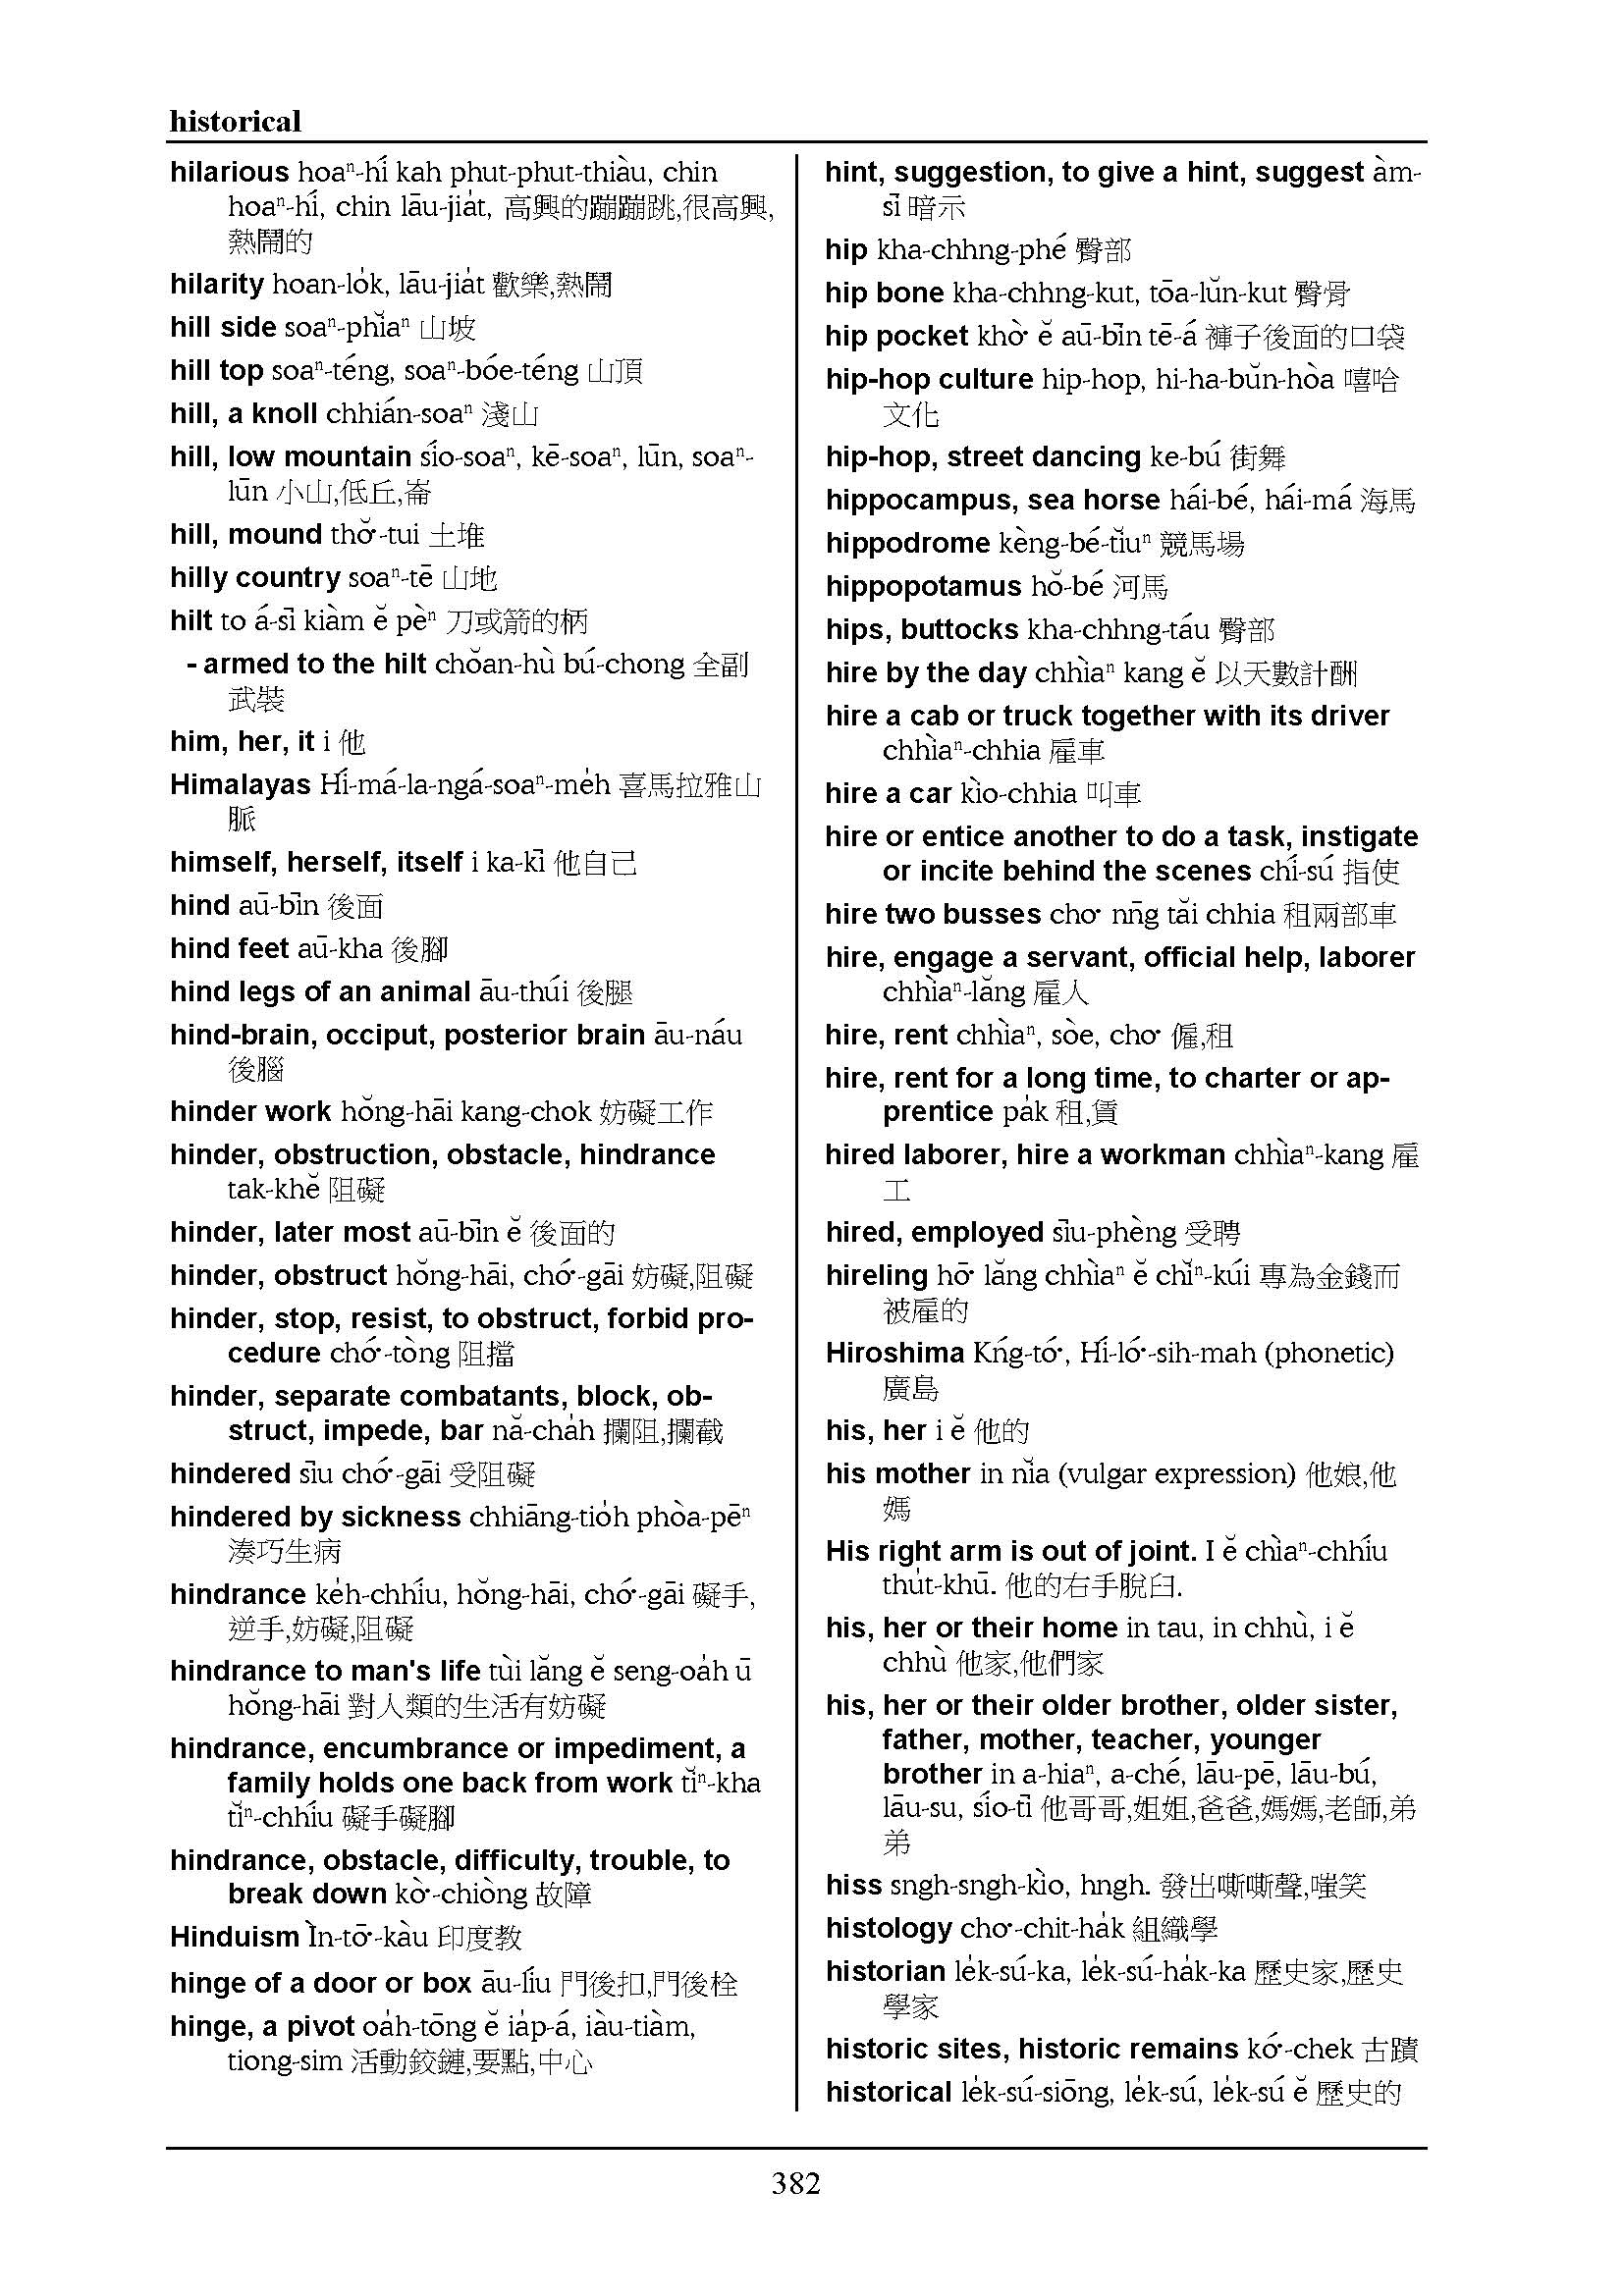 historical
hilarious hoaⁿ-hí kah phut-phut-thiàu, chin
hoaⁿ-hí, chin lāu-jia̍t, 高興的蹦蹦跳,很高興,
熱鬧的
hilarity hoan-lo̍k, lāu-jia̍t 歡樂,熱鬧
hill side soaⁿ-phĭaⁿ 山坡
hill top soaⁿ-téng, soaⁿ-bóe-téng 山頂
hill, a knoll chhián-soaⁿ 淺山
hill, low mountain sío-soaⁿ, kē-soaⁿ, lūn, soaⁿ-
lūn 小山,低丘,崙
hill, mound thŏ͘-tui 土堆
hilly country soaⁿ-tē 山地
hilt to á-sī kiàm ĕ pèⁿ 刀或箭的柄
- armed to the hilt chŏan-hù bú-chong 全副
武裝
him, her, it i 他
Himalayas Hí-má-la-ngá-soaⁿ-me̍h 喜馬拉雅山
脈
himself, herself, itself i ka-kī 他自己
hind aū-bīn 後面
hind feet aū-kha 後腳
hind legs of an animal āu-thúi 後腿
hind-brain, occiput, posterior brain āu-náu
後腦
hinder work hŏng-hāi kang-chok 妨礙工作
hinder, obstruction, obstacle, hindrance
tak-khĕ 阻礙
hinder, later most aū-bīn ĕ 後面的
hinder, obstruct hŏng-hāi, chó͘-gāi 妨礙,阻礙
hinder, stop, resist, to obstruct, forbid pro-
cedure chó͘-tòng 阻擋
hinder, separate combatants, block, ob-
struct, impede, bar nă-cha̍h 攔阻,攔截
hindered sīu chó͘-gāi 受阻礙
hindered by sickness chhiāng-tio̍h phòa-pēⁿ
湊巧生病
hindrance ke̍h-chhíu, hŏng-hāi, chó͘-gāi 礙手,
逆手,妨礙,阻礙
hindrance to man's life tùi lăng ĕ seng-oa̍h ū
hŏng-hāi 對人類的生活有妨礙
hindrance, encumbrance or impediment, a
family holds one back from work tĭⁿ-kha
tĭⁿ-chhíu 礙手礙腳
hindrance, obstacle, difficulty, trouble, to
break down kò͘-chiòng 故障
Hinduism Ìn-tō͘-kàu 印度教
hinge of a door or box āu-líu 門後扣,門後栓
hinge, a pivot oa̍h-tōng ĕ ia̍p-á, iàu-tiàm,
tiong-sim 活動鉸鏈,要點,中心
hint, suggestion, to give a hint, suggest àm-
sī 暗示
hip kha-chhng-phé 臀部
hip bone kha-chhng-kut, tōa-lŭn-kut 臀骨
hip pocket khò͘ ĕ aū-bīn tē-á 褲子後面的口袋
hip-hop culture hip-hop, hi-ha-bŭn-hòa 嘻哈
文化
hip-hop, street dancing ke-bú 街舞
hippocampus, sea horse hái-bé, hái-má 海馬
hippodrome kèng-bé-tĭuⁿ 競馬場
hippopotamus hŏ-bé 河馬
hips, buttocks kha-chhng-táu 臀部
hire by the day chhìaⁿ kang ĕ 以天數計酬
hire a cab or truck together with its driver
chhìaⁿ-chhia 雇車
hire a car kìo-chhia 叫車
hire or entice another to do a task, instigate
or incite behind the scenes chí-sú 指使
hire two busses cho͘ nn̄g tăi chhia 租兩部車
hire, engage a servant, official help, laborer
chhìaⁿ-lăng 雇人
hire, rent chhìaⁿ, sòe, cho͘ 僱,租
hire, rent for a long time, to charter or ap-
prentice pa̍k 租,賃
hired laborer, hire a workman chhìaⁿ-kang 雇
工
hired, employed sīu-phèng 受聘
hireling hō͘ lăng chhìaⁿ ĕ chĭⁿ-kúi 專為金錢而
被雇的
Hiroshima Kńg-tó͘, Hí-ló͘-sih-mah (phonetic)
廣島
his, her i ĕ 他的
his mother in nĭa (vulgar expression) 他娘,他
媽
His right arm is out of joint. I ĕ chìaⁿ-chhíu
thu̍t-khū. 他的右手脫臼.
his, her or their home in tau, in chhù, i ĕ
chhù 他家,他們家
his, her or their older brother, older sister,
father, mother, teacher, younger
brother in a-hiaⁿ, a-ché, lāu-pē, lāu-bú,
lāu-su, sío-tī 他哥哥,姐姐,爸爸,媽媽,老師,弟
弟
hiss sngh-sngh-kìo, hngh. 發出嘶嘶聲,嗤笑
histology cho͘-chit-ha̍k 組織學
historian le̍k-sú-ka, le̍k-sú-ha̍k-ka 歷史家,歷史
學家
historic sites, historic remains kó͘-chek 古蹟
historical le̍k-sú-siōng, le̍k-sú, le̍k-sú ĕ 歷史的
382